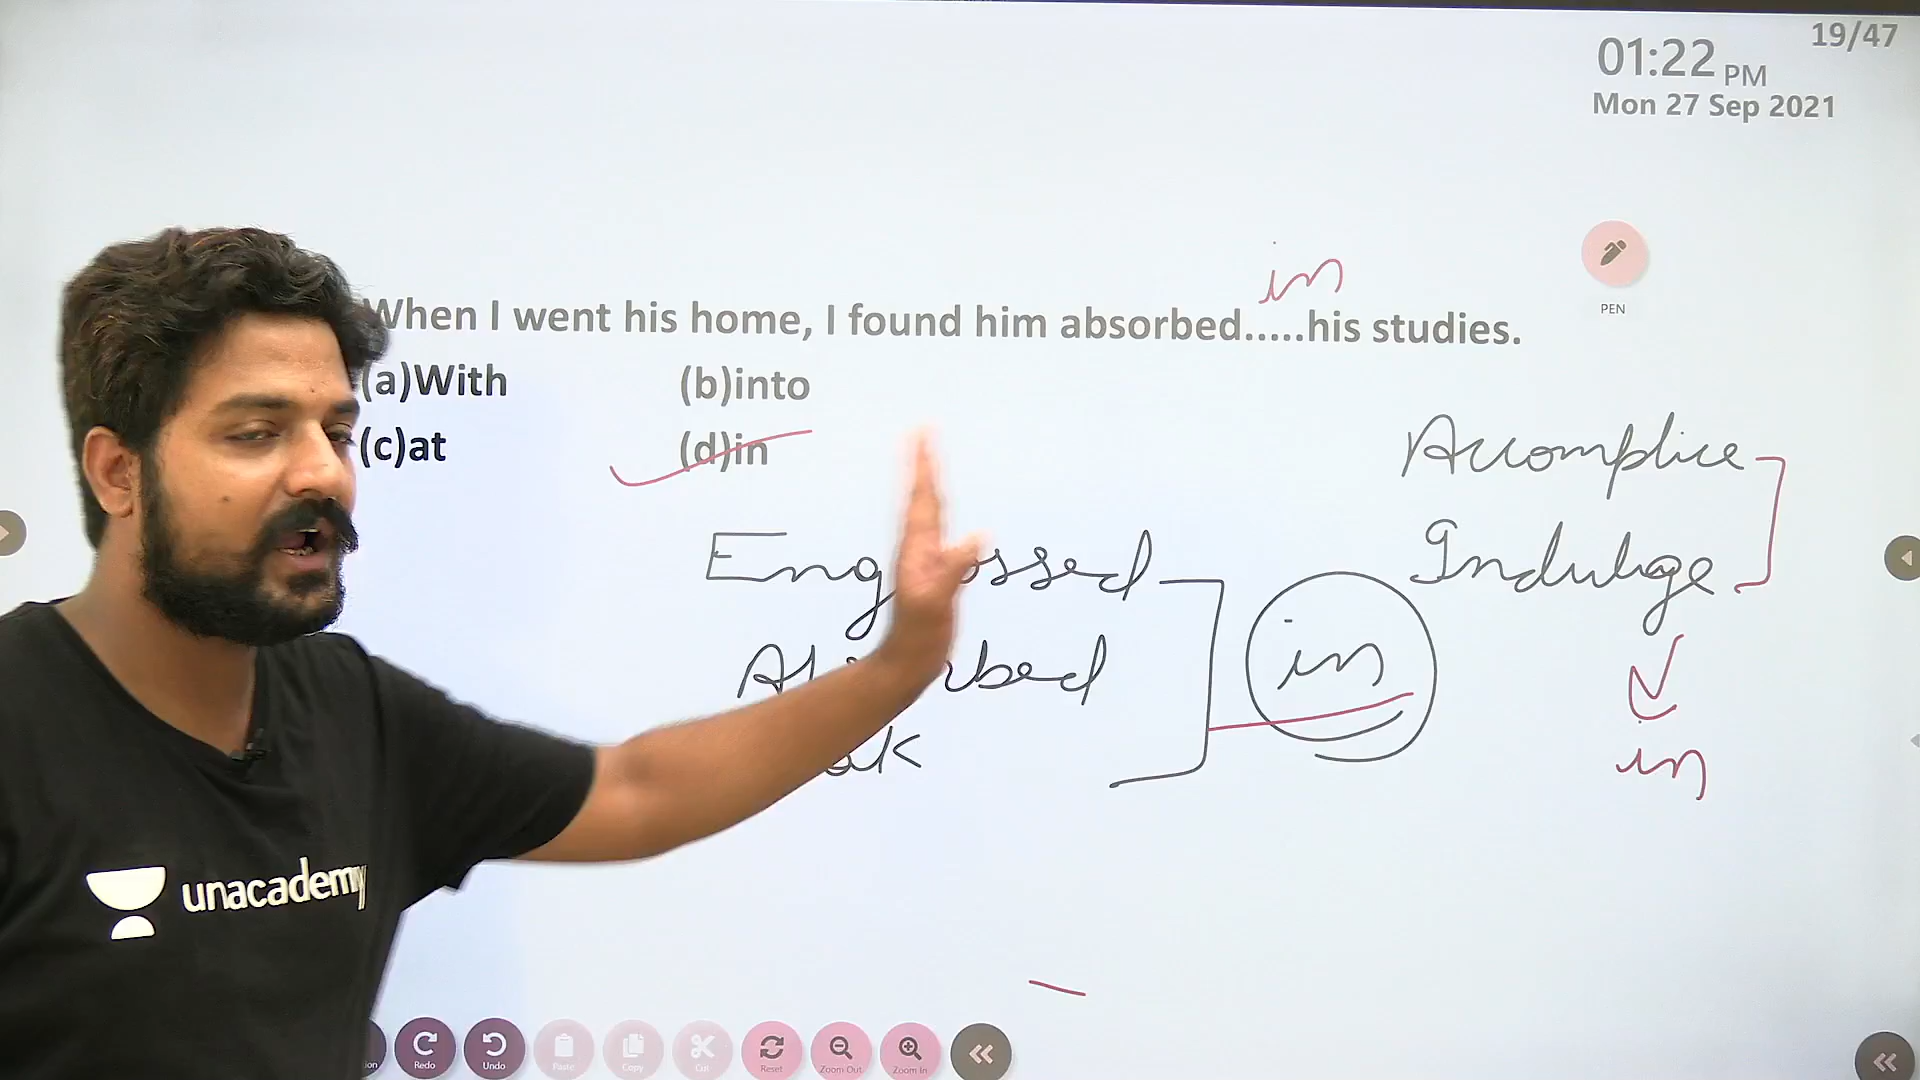 19/47
01:22 PM
Mon 27 Sep 2021
in
PEN
When I went his home, I found him absorbed.....his studies.
(a)With (b)into
(c)at (d)in
Accomplice
Indulge
in
in
unacademy
Redo Undo Paste Copy Cut Reset Zoom Out Zoom In